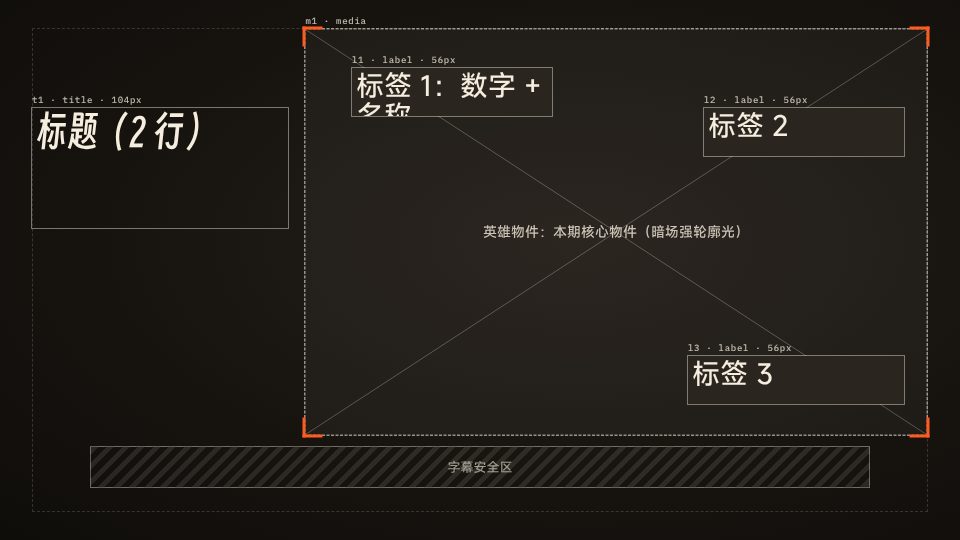 m1 · media
l1 · label · 56px
标签 1：数字 +
名称
t1 · title · 104px
标题（2 行）
l2 · label · 56px
标签 2
英雄物件：本期核心物件（暗场强轮廓光）
l3 · label · 56px
标签 3
字幕安全区